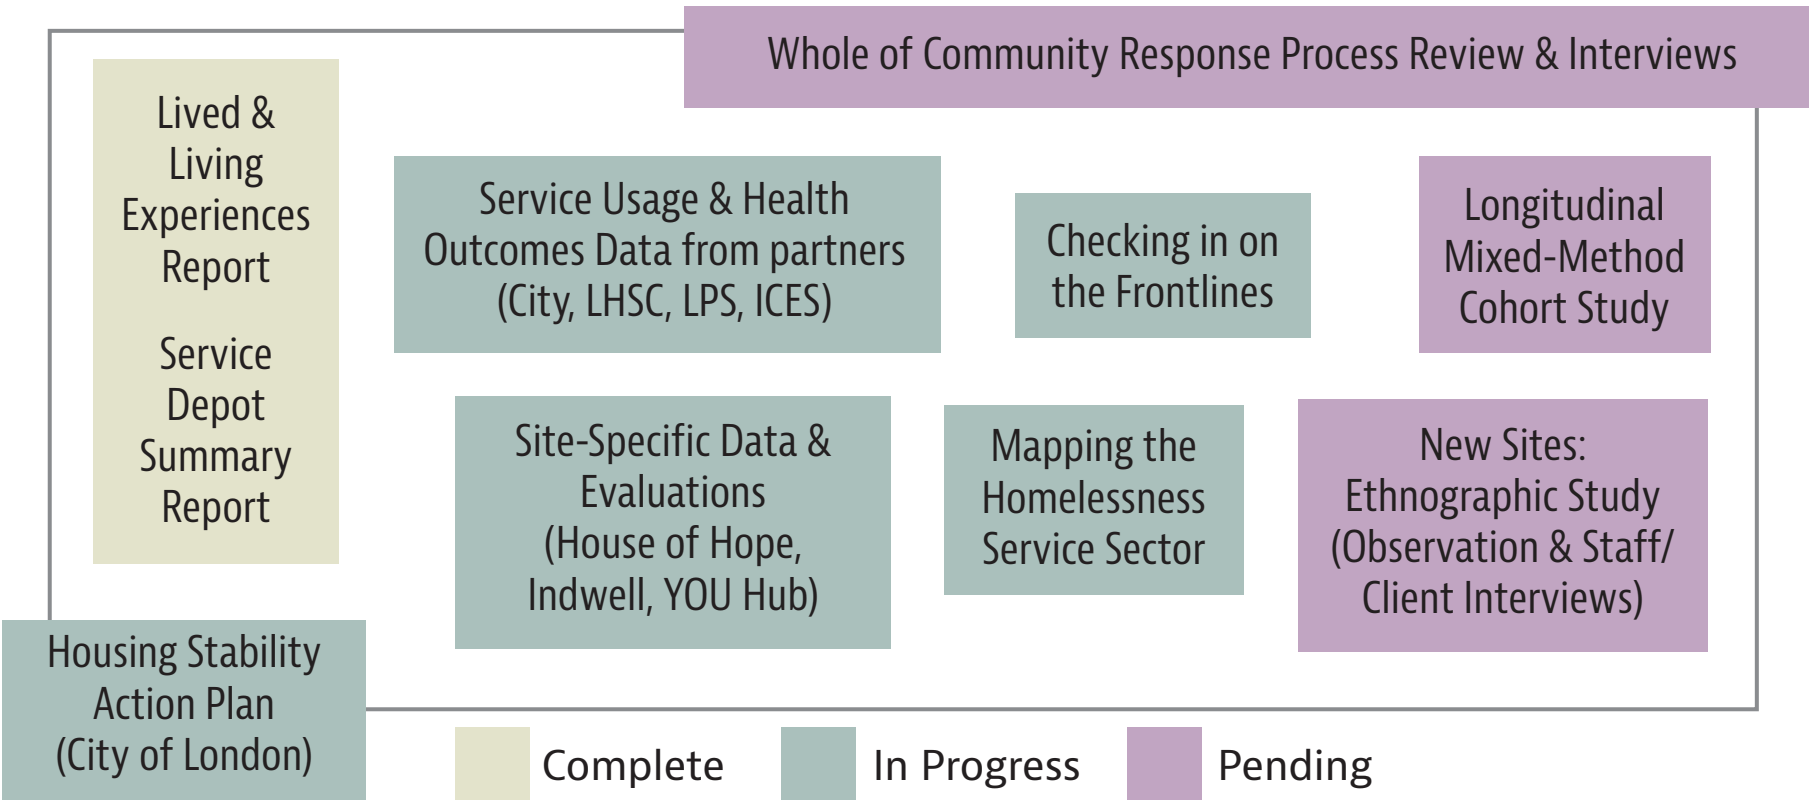 Whole of Community Response Process Review & Interviews
Lived &
Living
Experiences
Report
Service
Depot
Summary
Report
Service Usage & Health
Outcomes Data from partners
(City, LHSC, LPS, ICES)
Checking in on
the Frontlines
Longitudinal
Mixed-Method
Cohort Study
Site-Specific Data &
Evaluations
(House of Hope,
Indwell, YOU Hub)
Mapping the
Homelessness
Service Sector
New Sites:
Ethnographic Study
(Observation & Staff/
Client Interviews)
Housing Stability
Action Plan
(City of London)
Complete
In Progress
Pending